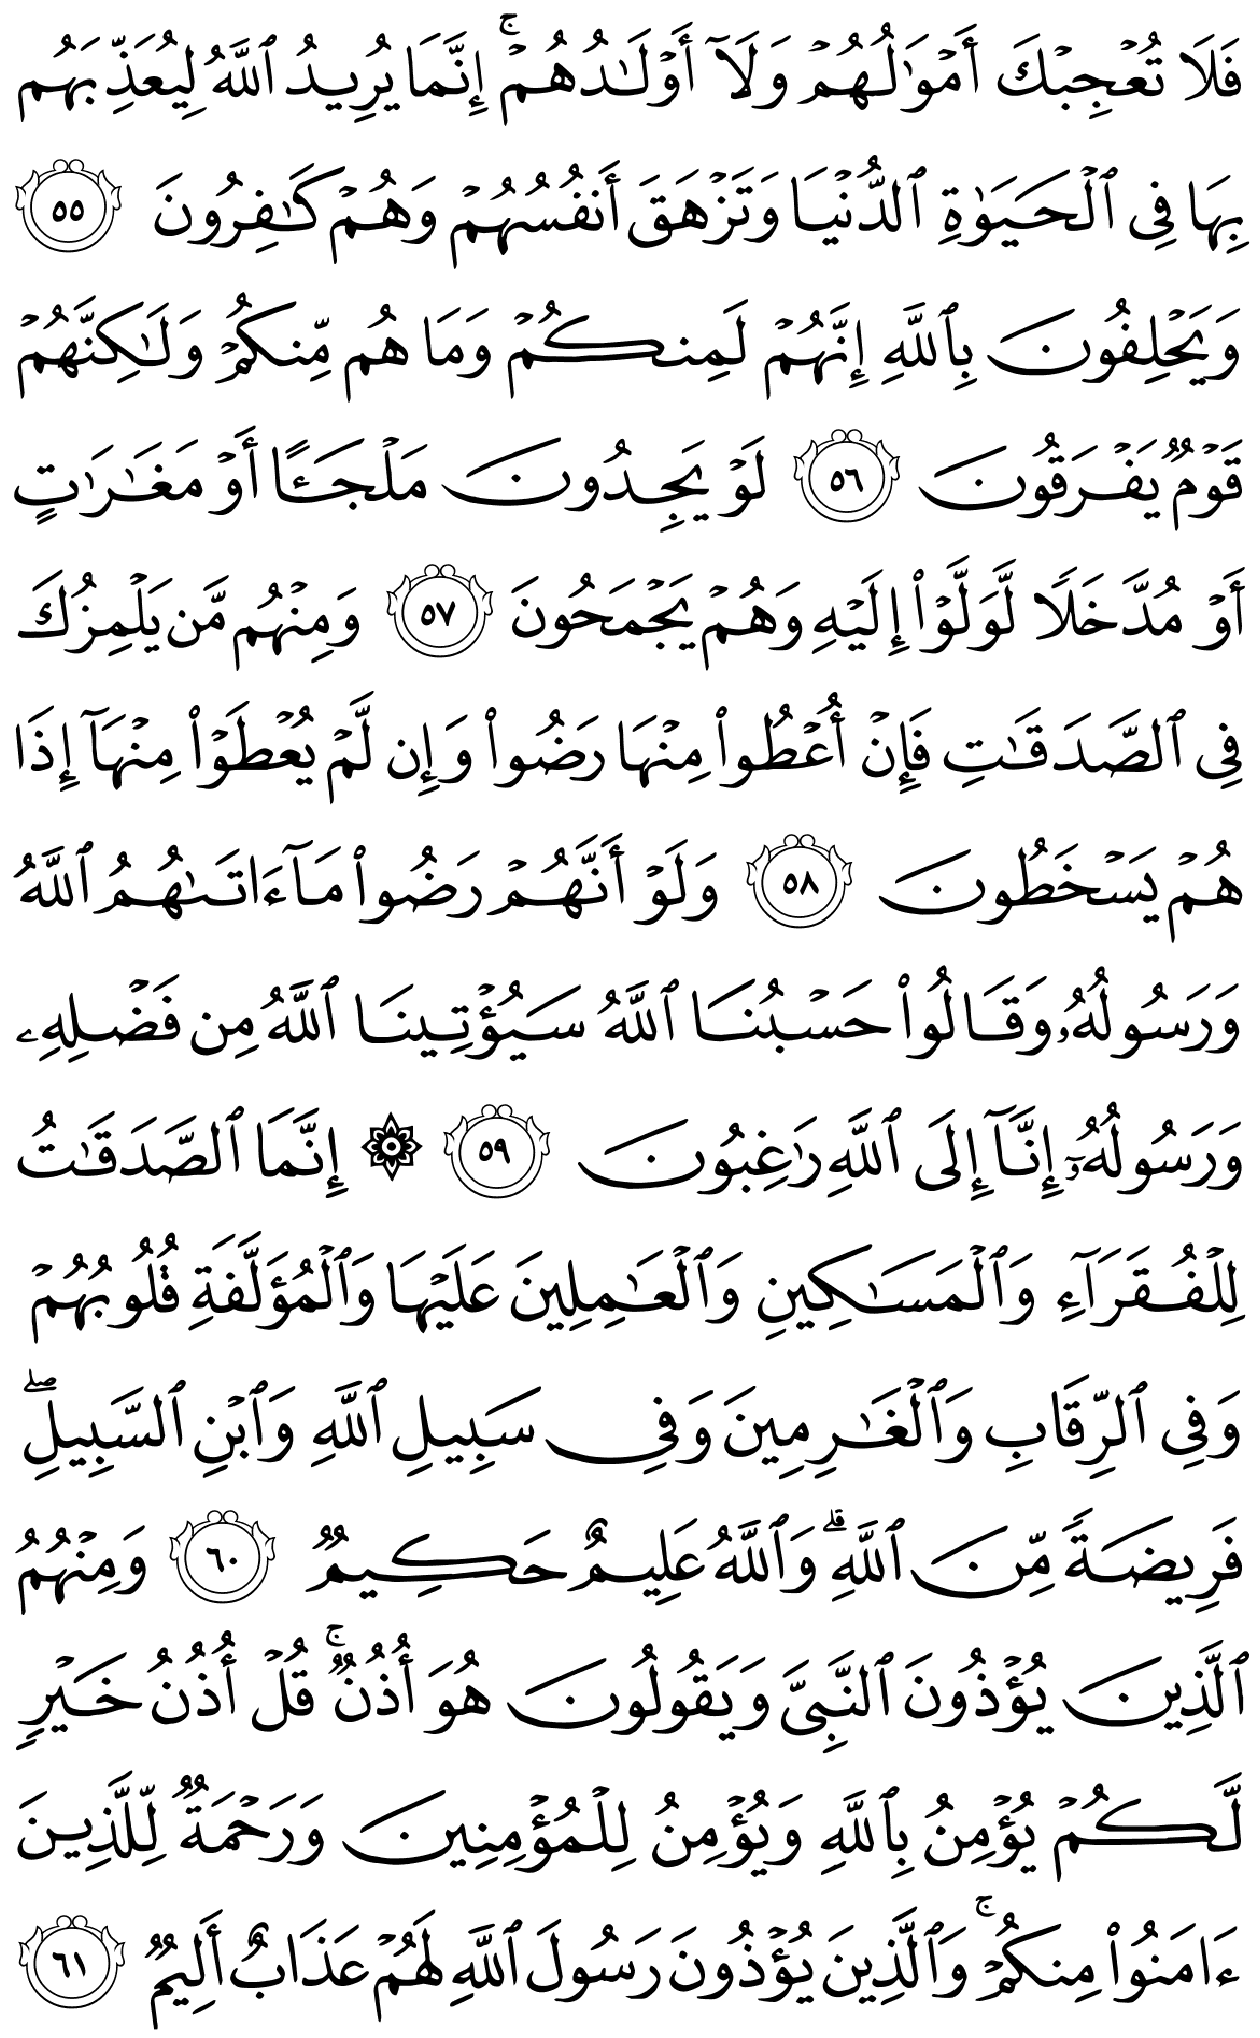 فَلَا تُعْجِبْكَ أَمْوَٰلُهُمْ وَلَآ أَوْلَـٰدُهُمْ ۚ إِنَّمَا يُرِيدُ ٱللَّهُ لِيُعَذِّبَهُم
بِهَا فِى ٱلْحَيَوٰةِ ٱلدُّنْيَا وَتَزْهَقَ أَنفُسُهُمْ وَهُمْ كَـٰفِرُونَ ٥٥
وَيَحْلِفُونَ بِٱللَّهِ إِنَّهُمْ لَمِنكُمْ وَمَا هُم مِّنكُمْ وَلَـٰكِنَّهُمْ
قَوْمٌ يَفْرَقُونَ ٥٦ لَوْ يَجِدُونَ مَلْجَـًٔا أَوْ مَغَـٰرَٰتٍ
أَوْ مُدَّخَلًا لَّوَلَّوْا۟ إِلَيْهِ وَهُمْ يَجْمَحُونَ ٥٧ وَمِنْهُم مَّن يَلْمِزُكَ
فِى ٱلصَّدَقَـٰتِ فَإِنْ أُعْطُوا۟ مِنْهَا رَضُوا۟ وَإِن لَّمْ يُعْطَوْا۟ مِنْهَآ إِذَا
هُمْ يَسْخَطُونَ ٥٨ وَلَوْ أَنَّهُمْ رَضُوا۟ مَآ ءَاتَىٰهُمُ ٱللَّهُ
وَرَسُولُهُۥ وَقَالُوا۟ حَسْبُنَا ٱللَّهُ سَيُؤْتِينَا ٱللَّهُ مِن فَضْلِهِۦ
وَرَسُولُهُۥٓ إِنَّآ إِلَى ٱللَّهِ رَٰغِبُونَ ٥٩ ۞ إِنَّمَا ٱلصَّدَقَـٰتُ
لِلْفُقَرَآءِ وَٱلْمَسَـٰكِينِ وَٱلْعَـٰمِلِينَ عَلَيْهَا وَٱلْمُؤَلَّفَةِ قُلُوبُهُمْ
وَفِى ٱلرِّقَابِ وَٱلْغَـٰرِمِينَ وَفِى سَبِيلِ ٱللَّهِ وَٱبْنِ ٱلسَّبِيلِ ۖ
فَرِيضَةً مِّنَ ٱللَّهِ ۗ وَٱللَّهُ عَلِيمٌ حَكِيمٌ ٦٠ وَمِنْهُمُ
ٱلَّذِينَ يُؤْذُونَ ٱلنَّبِىَّ وَيَقُولُونَ هُوَ أُذُنٌ ۚ قُلْ أُذُنُ خَيْرٍ
لَّكُمْ يُؤْمِنُ بِٱللَّهِ وَيُؤْمِنُ لِلْمُؤْمِنِينَ وَرَحْمَةٌ لِّلَّذِينَ
ءَامَنُوا۟ مِنكُمْ ۚ وَٱلَّذِينَ يُؤْذُونَ رَسُولَ ٱللَّهِ لَهُمْ عَذَابٌ أَلِيمٌ ٦١